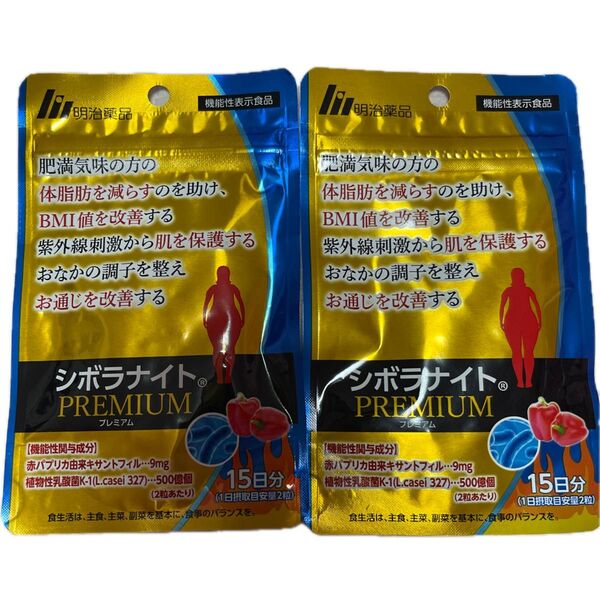 明治薬品
機能性表示食品
肥満気味の方の
体脂肪を減らすのを助け、
BMI値を改善する
紫外線刺激から肌を保護する
おなかの調子を整え
お通じを改善する
シボラナイト®
PREMIUM
プレミアム
【機能性関与成分】
赤パプリカ由来キサントフィル…9mg
植物性乳酸菌K-1(L.casei 327)…500億個
(2粒あたり)
15日分
(1日摂取目安量2粒)
食生活は、主食、主菜、副菜を基本に、食事のバランスを。
明治薬品
機能性表示食品
肥満気味の方の
体脂肪を減らすのを助け、
BMI値を改善する
紫外線刺激から肌を保護する
おなかの調子を整え
お通じを改善する
シボラナイト®
PREMIUM
プレミアム
【機能性関与成分】
赤パプリカ由来キサントフィル…9mg
植物性乳酸菌K-1(L.casei 327)…500億個
(2粒あたり)
15日分
(1日摂取目安量2粒)
食生活は、主食、主菜、副菜を基本に、食事のバランスを。